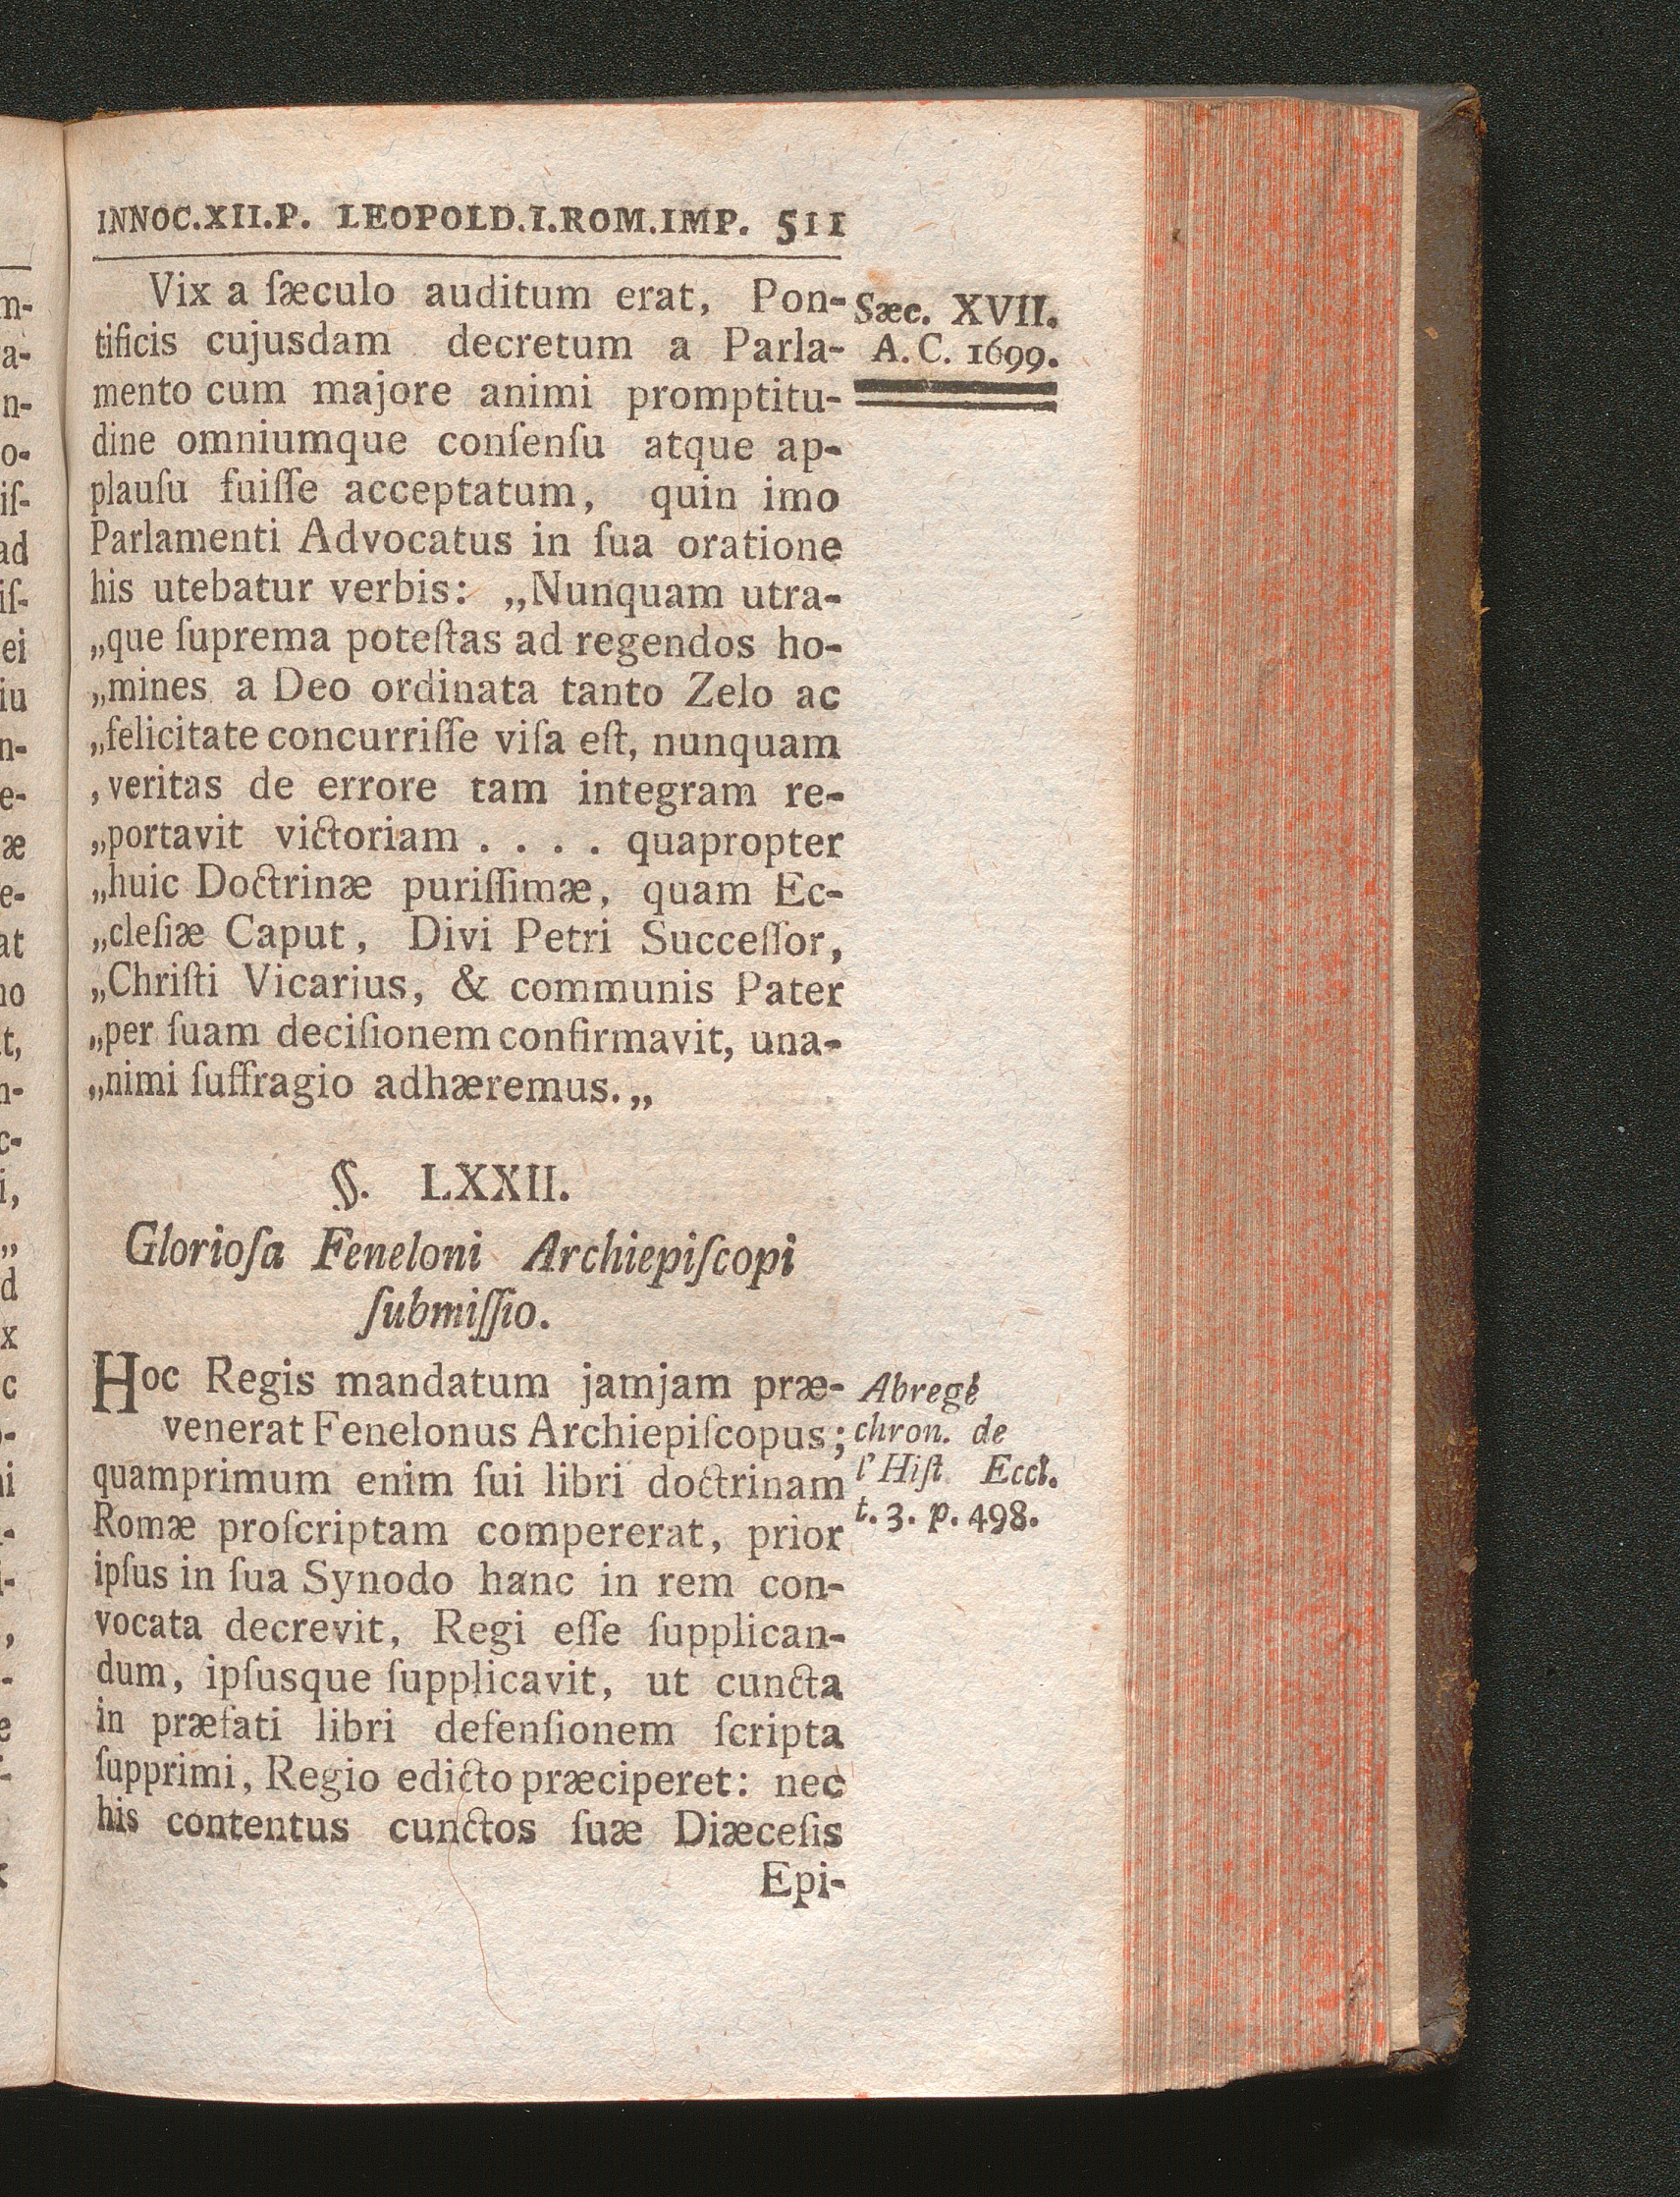 INNOC.XII.P. LEOPOLD.I.ROM.IMP. 511
Vix a ſæculo auditum erat, Pon-
tificis cujusdam decretum a Parla-
mento cum majore animi promptitu-
dine omniumque conſenſu atque ap-
plauſu fuiſſe acceptatum, quin imo
Parlamenti Advocatus in ſua oratione
his utebatur verbis: „Nunquam utra-
„que ſuprema poteſtas ad regendos ho-
„mines a Deo ordinata tanto Zelo ac
„felicitate concurriſſe viſa eſt, nunquam
,veritas de errore tam integram re-
„portavit victoriam . . . . quapropter
„huic Doctrinæ puriſſimæ, quam Ec-
„cleſiæ Caput, Divi Petri Succeſſor,
„Chriſti Vicarius, & communis Pater
„per ſuam deciſionem confirmavit, una-
„nimi ſuffragio adhæremus.„
Sæc. XVII.
A. C. 1699.
§. LXXII.
Glorioſa Feneloni Archiepiſcopi
ſubmiſſio.
Hoc Regis mandatum jamjam præ-
venerat Fenelonus Archiepiſcopus;
quamprimum enim ſui libri doctrinam
Romæ proſcriptam compererat, prior
ipſus in ſua Synodo hanc in rem con-
vocata decrevit, Regi eſſe ſupplican-
dum, ipſusque ſupplicavit, ut cuncta
in præfati libri defenſionem ſcripta
ſupprimi, Regio edicto præciperet: nec
his contentus cunctos ſuæ Diæceſis
Epi-
Abregé
chron. de
l'Hiſt Eccl.
t. 3. p. 498.